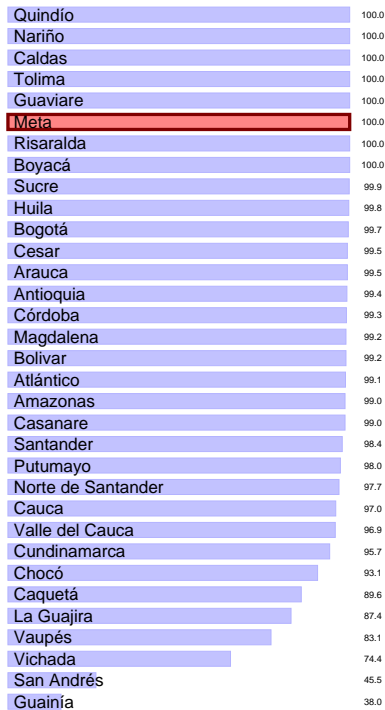 Quindío 100.0
Nariño 100.0
Caldas 100.0
Tolima 100.0
Guaviare 100.0
Meta 100.0
Risaralda 100.0
Boyacá 100.0
Sucre 99.9
Huila 99.8
Bogotá 99.7
Cesar 99.5
Arauca 99.5
Antioquia 99.4
Córdoba 99.3
Magdalena 99.2
Bolivar 99.2
Atlántico 99.1
Amazonas 99.0
Casanare 99.0
Santander 98.4
Putumayo 98.0
Norte de Santander 97.7
Cauca 97.0
Valle del Cauca 96.9
Cundinamarca 95.7
Chocó 93.1
Caquetá 89.6
La Guajira 87.4
Vaupés 83.1
Vichada 74.4
San Andrés 45.5
Guainía 38.0